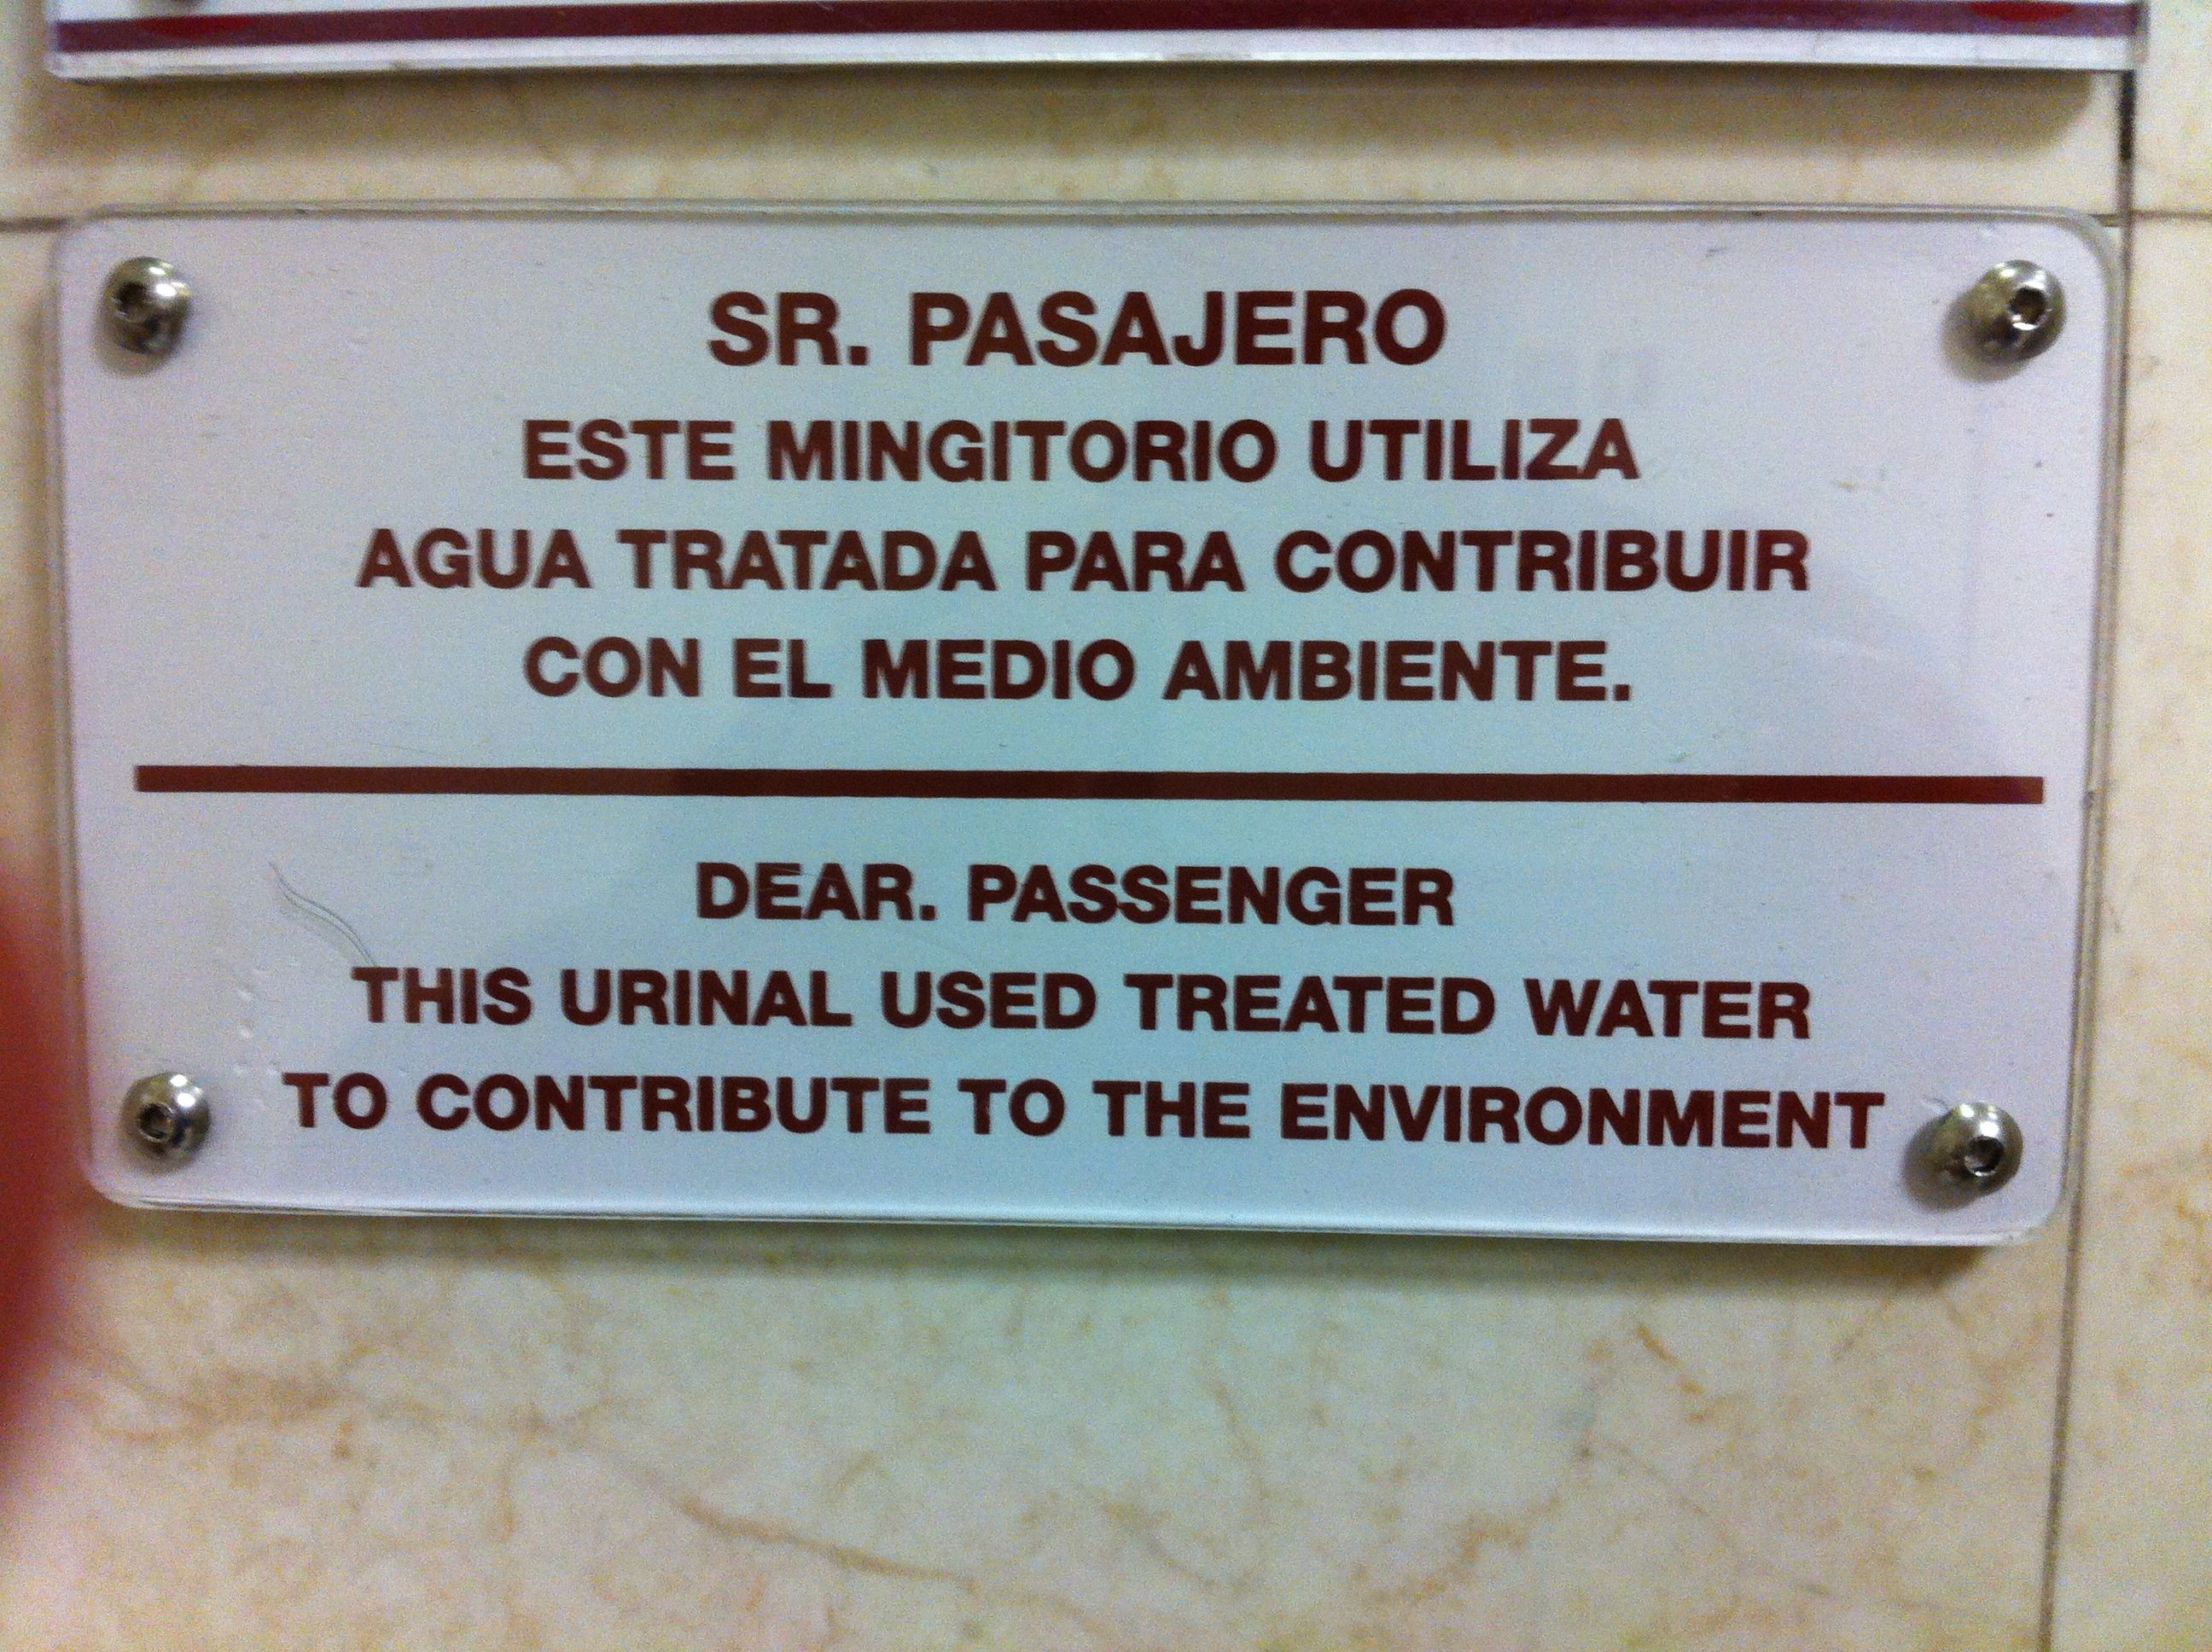 SR. PASAJERO
ESTE MINGITORIO UTILIZA
AGUA TRATADA PARA CONTRIBUIR
CON EL MEDIO AMBIENTE.
DEAR. PASSENGER
THIS URINAL USED TREATED WATER
TO CONTRIBUTE TO THE ENVIRONMENT